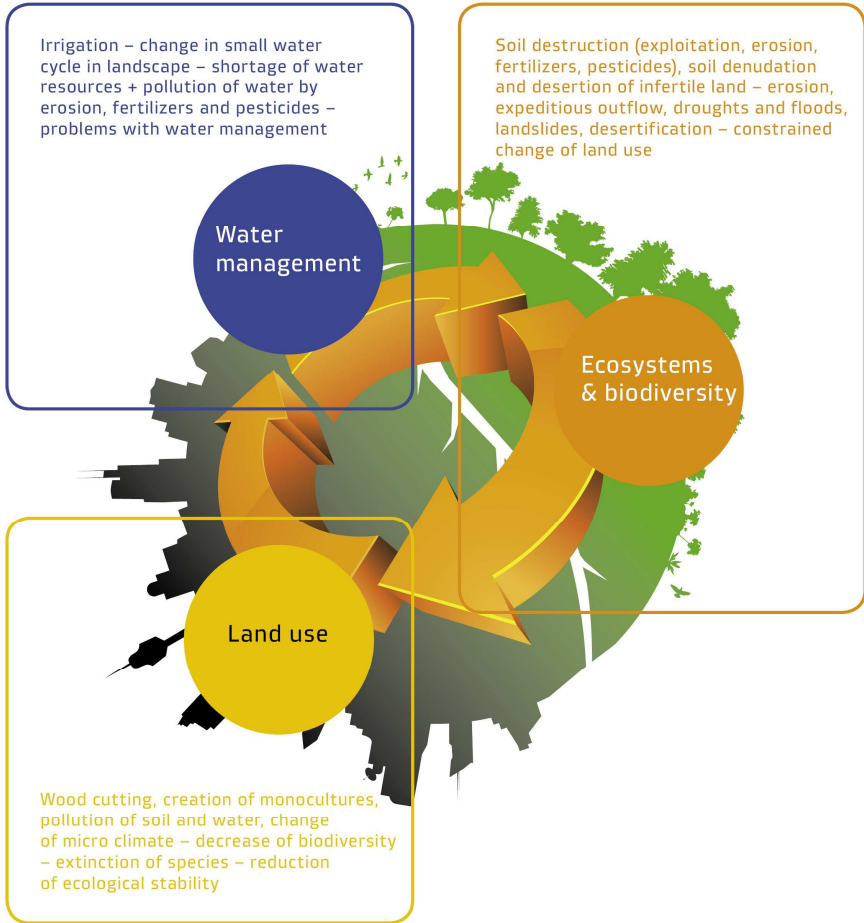 Irrigation – change in small water
cycle in landscape – shortage of water
resources + pollution of water by
erosion, fertilizers and pesticides –
problems with water management
Water
management
Soil destruction (exploitation, erosion,
fertilizers, pesticides), soil denudation
and desertion of infertile land – erosion,
expeditious outflow, droughts and floods,
landslides, desertification – constrained
change of land use
Ecosystems
& biodiversity
Land use
Wood cutting, creation of monocultures,
pollution of soil and water, change
of micro climate – decrease of biodiversity
– extinction of species – reduction
of ecological stability